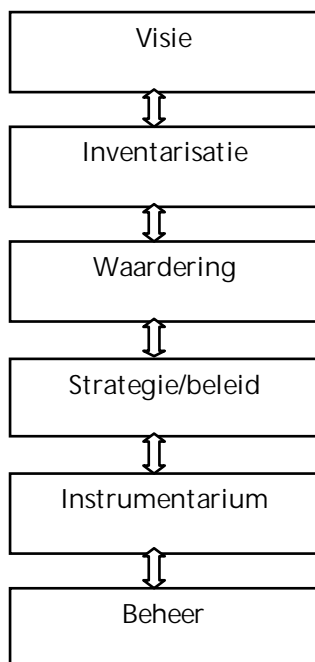 Visie
Inventarisatie
Waardering
Strategie/beleid
Instrumentarium
Beheer